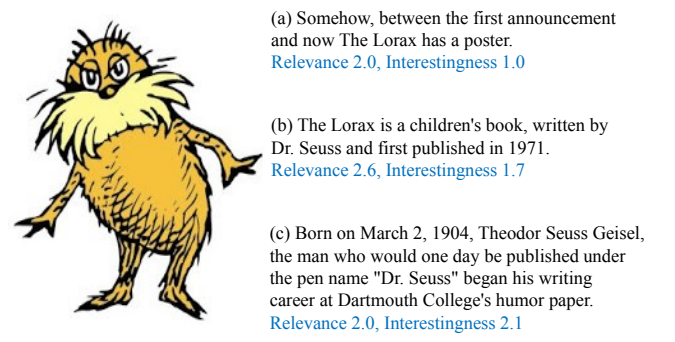 (a) Somehow, between the first announcement
and now The Lorax has a poster.
Relevance 2.0, Interestingness 1.0
(b) The Lorax is a children's book, written by
Dr. Seuss and first published in 1971.
Relevance 2.6, Interestingness 1.7
(c) Born on March 2, 1904, Theodor Seuss Geisel,
the man who would one day be published under
the pen name "Dr. Seuss" began his writing
career at Dartmouth College's humor paper.
Relevance 2.0, Interestingness 2.1